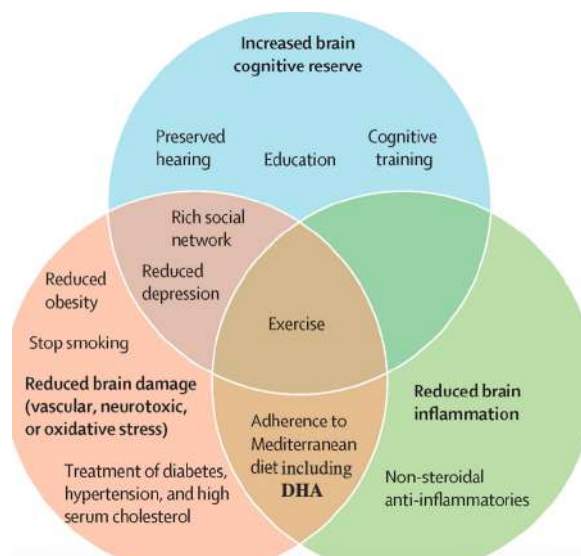 Increased brain
cognitive reserve
Preserved
hearing
Education
Cognitive
training
Rich social
network
Reduced
depression
Reduced
obesity
Stop smoking
Exercise
Reduced brain damage
(vascular, neurotoxic,
or oxidative stress)
Reduced brain
inflammation
Adherence to
Mediterranean
diet including
DHA
Treatment of diabetes,
hypertension, and high
serum cholesterol
Non-steroidal
anti-inflammatories